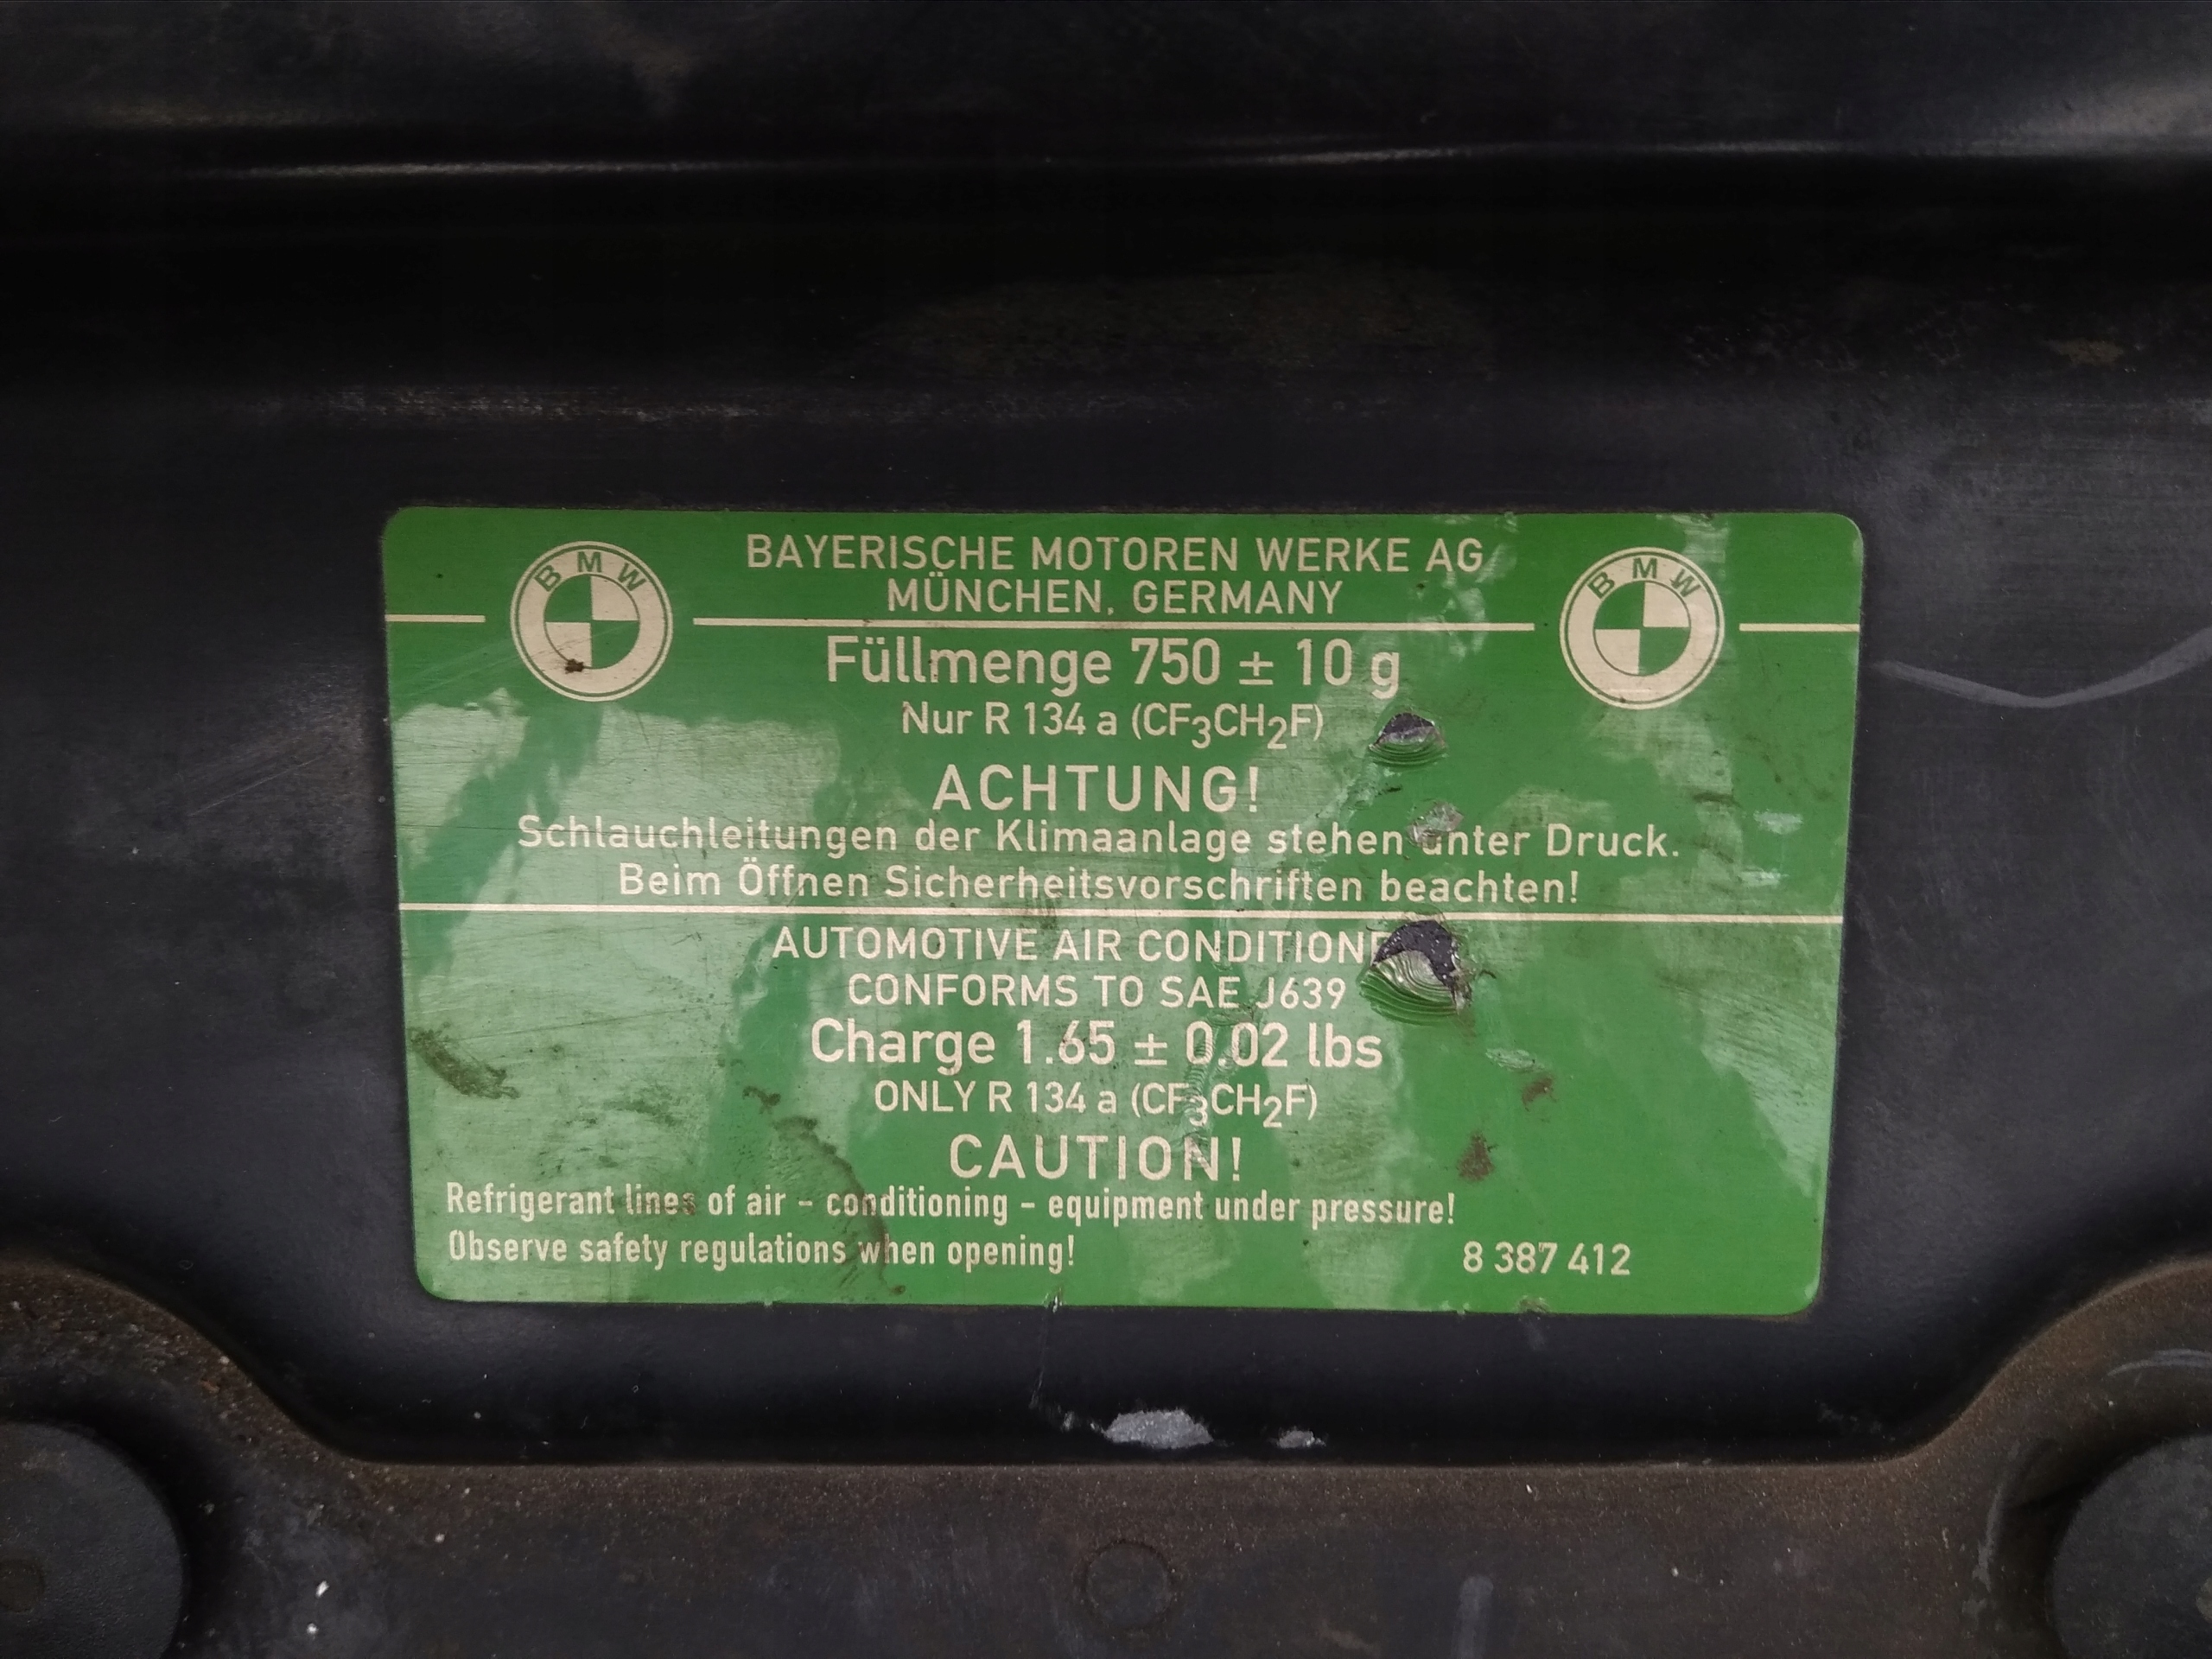 BMW
BAYERISCHE MOTOREN WERKE AG
BMW
MÜNCHEN, GERMANY
Füllmenge 750 ± 10 g
Nur R 134 a (CF₃CH₂F)
ACHTUNG!
Schlauchleitungen der Klimaanlage stehen unter Druck.
Beim Öffnen Sicherheitsvorschriften beachten!
AUTOMOTIVE AIR
CONFORMS TO SAE J639
Charge 1.65 ± 0.02 lbs
ONLY R 134 a (CF₃CH₂F)
CAUTION!
Refrigerant lines of air – conditioning – equipment under pressure!
Observe safety regulations when opening!
8 387 412